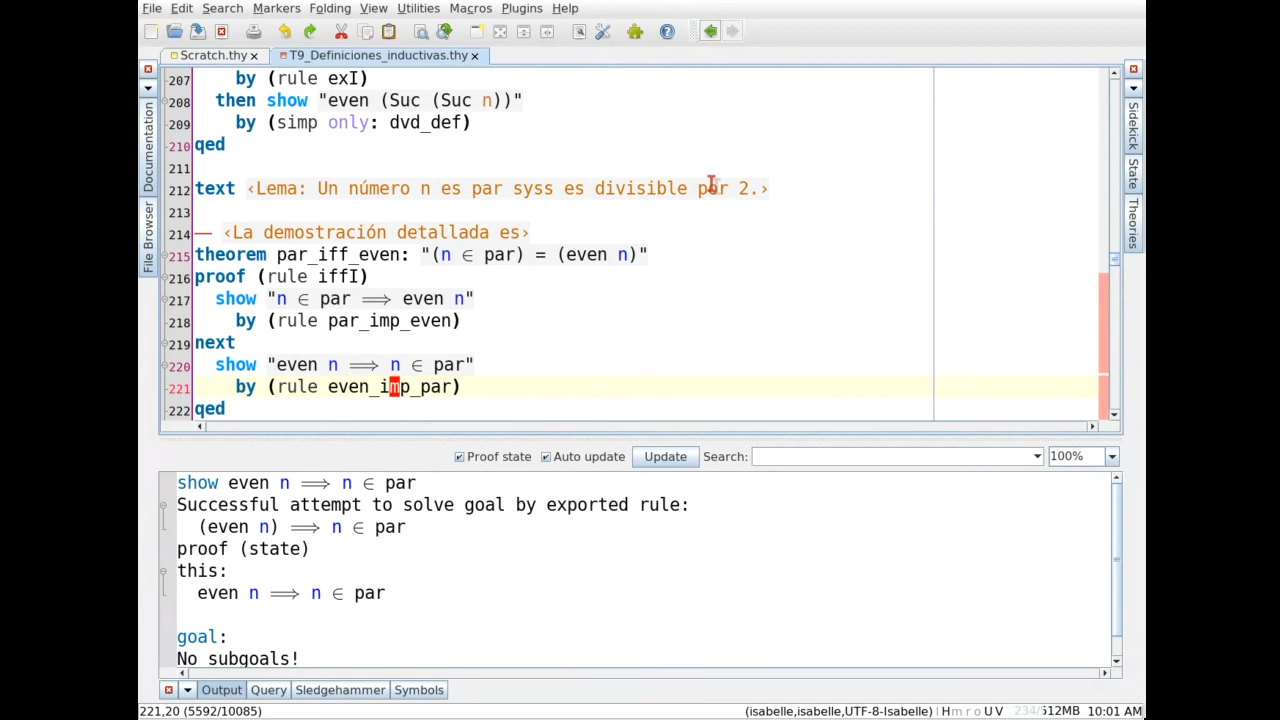 File Edit Search Markers Folding View Utilities Macros Plugins Help
Scratch.thy T9_Definiciones_inductivas.thy
Documentation
File Browser
207 by (rule exI)
208 then show "even (Suc (Suc n))"
209 by (simp only: dvd_def)
210 qed
211
212 text ‹Lema: Un número n es par syss es divisible por 2.›
213
214 — ‹La demostración detallada es›
215 theorem par_iff_even: "(n ∈ par) = (even n)"
216 proof (rule iffI)
217 show "n ∈ par ⟹ even n"
218 by (rule par_imp_even)
219 next
220 show "even n ⟹ n ∈ par"
221 by (rule even_imp_par)
222 qed
Sidekick
State
Theories
Proof state Auto update Update Search: 100%
show even n ⟹ n ∈ par
Successful attempt to solve goal by exported rule:
(even n) ⟹ n ∈ par
proof (state)
this:
even n ⟹ n ∈ par
goal:
No subgoals!
Output Query Sledgehammer Symbols
221,20 (5592/10085) (isabelle,isabelle,UTF-8-Isabelle) | H m r o U V 234/512MB 10:01 AM